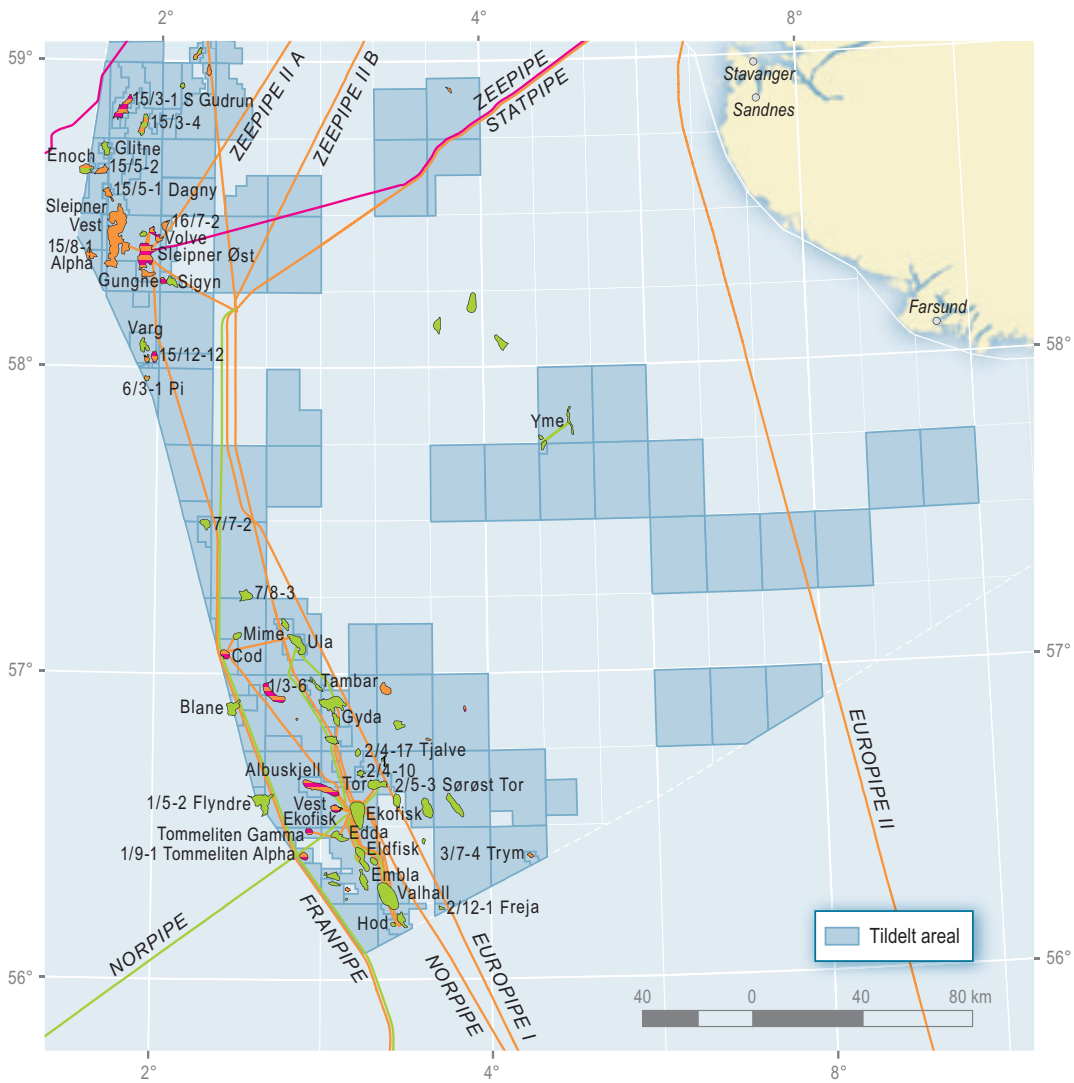 2°
4°
8°
59°
Stavanger
Sandnes
ZEEPIPE II A
ZEEPIPE II B
ZEEPIPE
STATPIPE
15/3-1 S Gudrun
15/3-4
Glitne
Enoch
15/5-2
15/5-1 Dagny
Sleipner
Vest
16/7-2
Volve
15/8-1
Alpha
Sleipner Øst
Gungne
Sigyn
Farsund
Varg
15/12-12
58°
58°
6/3-1 Pi
Yme
7/7-2
7/8-3
Mime
Ula
Cod
57°
57°
1/3-6
Tambar
Blane
Gyda
EUROPIPE II
2/4-17 Tjalve
Albuskjell
2/4-10
Tor
2/5-3 Sørøst Tor
1/5-2 Flyndre
Vest
Ekofisk
Ekofisk
Tommeliten Gamma
Edda
1/9-1 Tommeliten Alpha
Eldfisk
3/7-4 Trym
Embla
Valhall
2/12-1 Freja
Hod
NORPIPE
FRANPIPE
NORPIPE
EUROPIPE I
Tildelt areal
56°
56°
40
0
40
80 km
2°
4°
8°